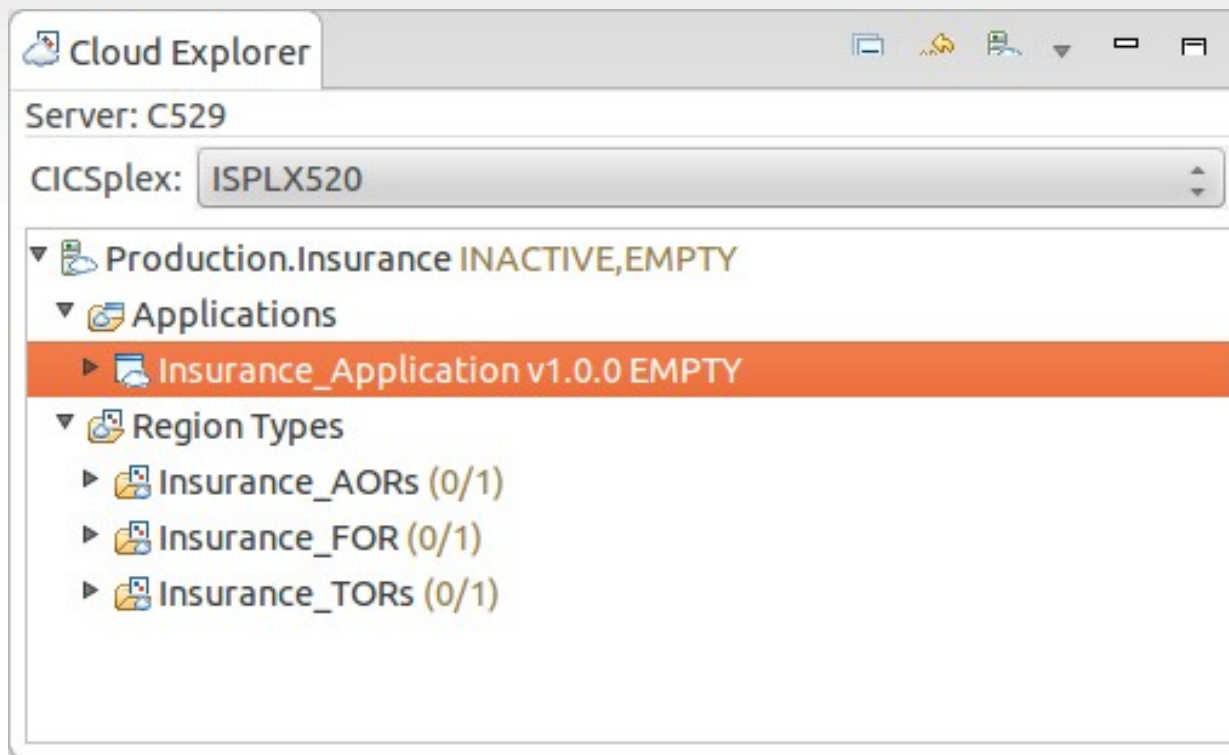 Cloud Explorer
Server: C529
CICSplex: ISPLX520
Production.Insurance INACTIVE,EMPTY
Applications
Insurance_Application v1.0.0 EMPTY
Region Types
Insurance_AORs (0/1)
Insurance_FOR (0/1)
Insurance_TORs (0/1)